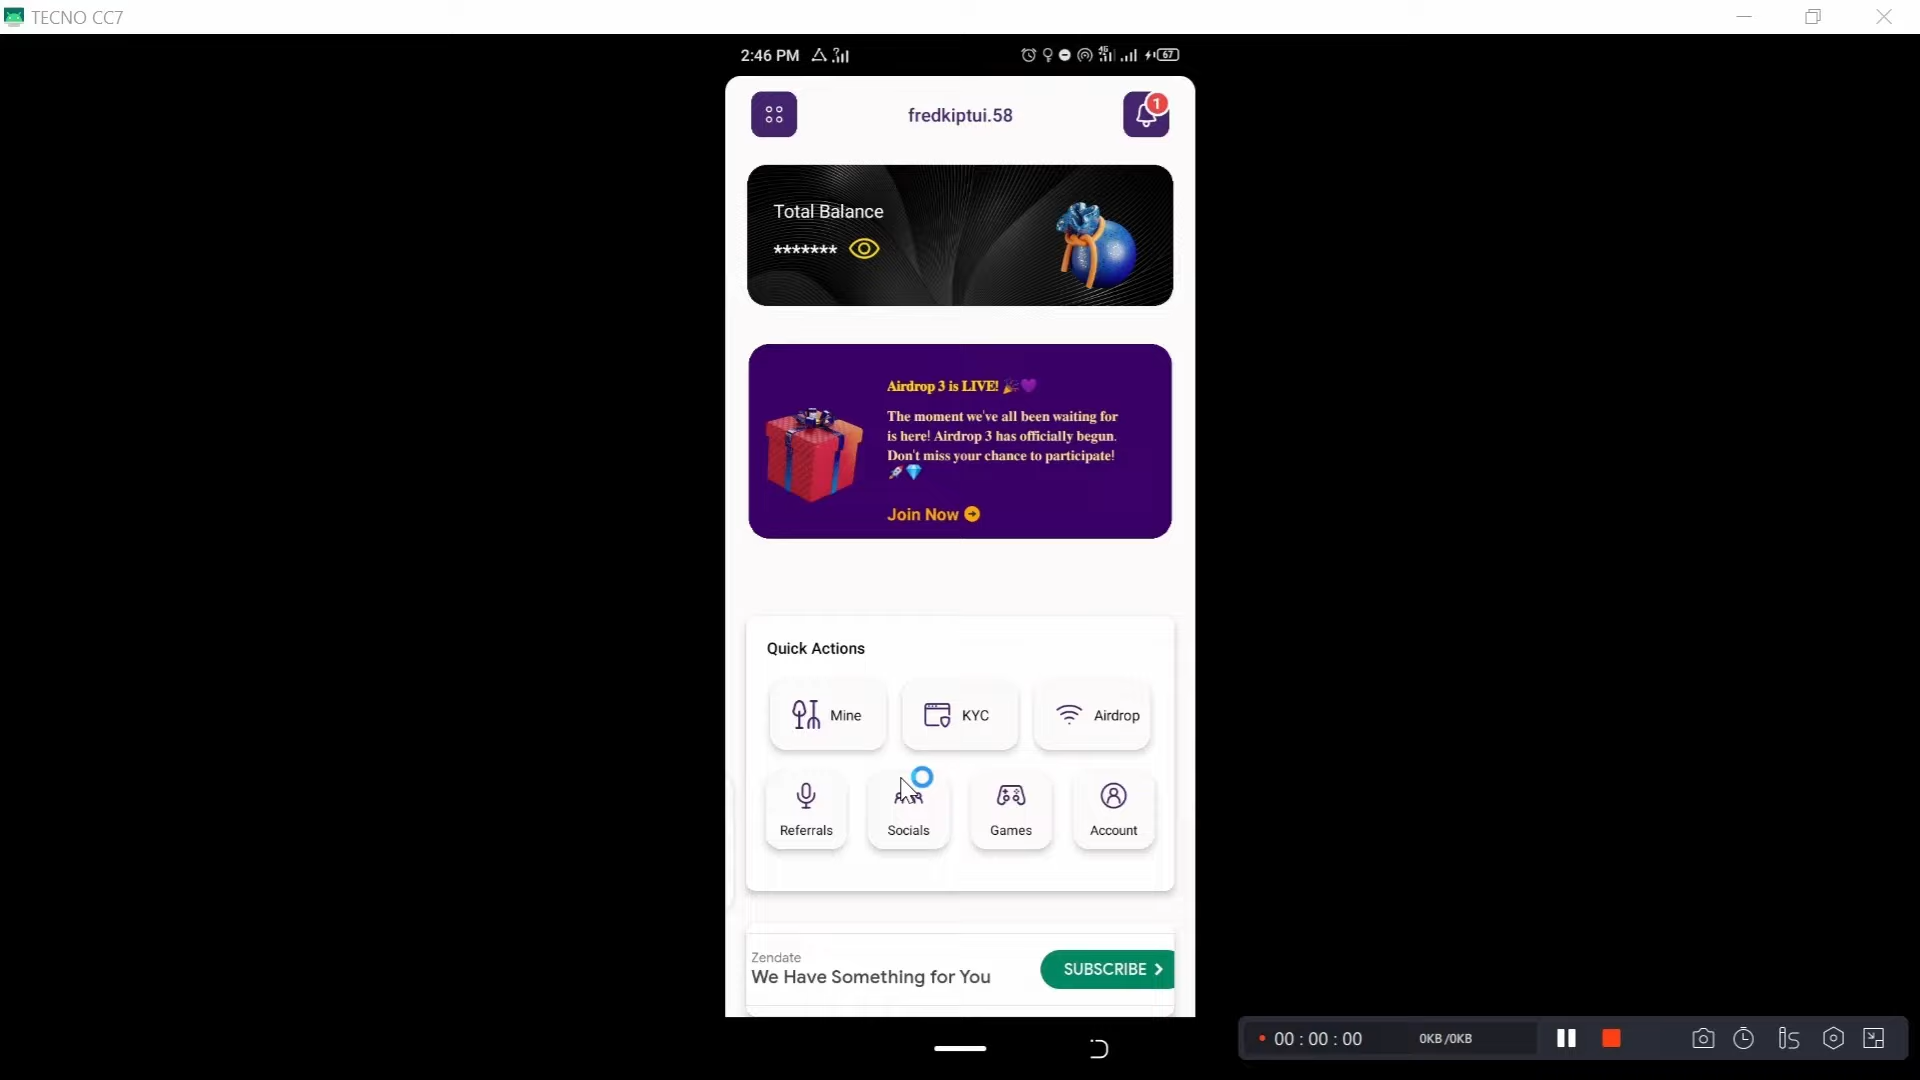 TECNO CC7
2:46 PM
4G
67
fredkiptui.58
1
Total Balance
*******
Airdrop 3 is LIVE! 🎉💜
The moment we've all been waiting for
is here! Airdrop 3 has officially begun.
Don't miss your chance to participate!
🚀💎
Join Now
Quick Actions
Mine
KYC
Airdrop
Referrals
Socials
Games
Account
Zendate
We Have Something for You
SUBSCRIBE
00 : 00 : 00
0KB/0KB